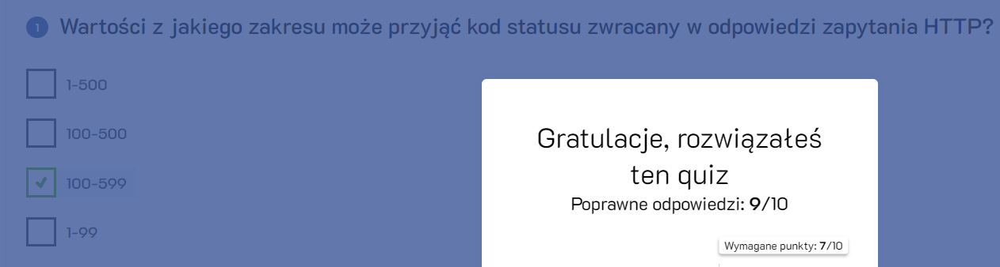 1 Wartości z jakiego zakresu może przyjąć kod statusu zwracany w odpowiedzi zapytania HTTP?
1-500
100-500
100-599
1-99
Gratulacje, rozwiązałeś
ten quiz
Poprawne odpowiedzi: 9/10
Wymagane punkty: 7/10